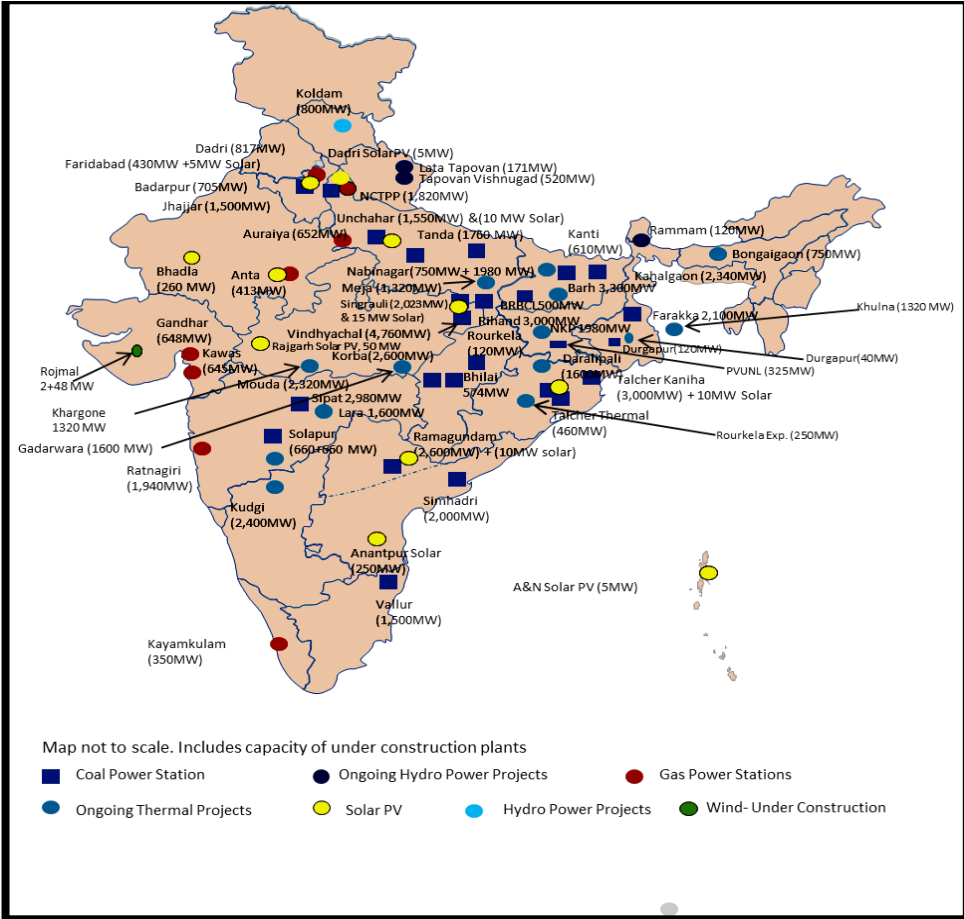 Koldam
(800MW)
Dadri (817MW)
Dadri SolarPV (5MW)
Faridabad (430MW +5MW Solar)
Lata Tapovan (171MW)
Tapovan Vishnugad (520MW)
Badarpur (705MW)
NCTPP (1,820MW)
Jhajjar (1,500MW)
Unchahar (1,550MW) &(10 MW Solar)
Auraiya (652MW)
Tanda (1760 MW)
Kanti
(610MW)
Rammam (120MW)
Bongaigaon (750MW)
Bhadla
(260 MW)
Anta
(413MW)
Nabinagar(750MW+ 1980 MW)
Kahalgaon (2,340MW)
Meja (1,320MW)
Barh 3,300MW
Singrauli (2,023MW)
& 15 MW Solar)
BRBCL500MW
Rihand 3,000MW
Farakka 2,100MW
Khulna (1320 MW)
Gandhar
(648MW)
Vindhyachal (4,760MW)
Rourkela
(120MW)
NKP 1980MW
Rajgarh Solar PV, 50 MW
Durgapur(120MW)
Durgapur(40MW)
Kawas
(645MW)
Korba(2,600MW)
Daralipali
(1600MW)
PVUNL (325MW)
Rojmal
2+48 MW
Mouda (2,320MW)
Bhilai
574MW
Talcher Kaniha
(3,000MW) + 10MW Solar
Sipat 2,980MW
Khargone
1320 MW
Lara 1,600MW
Talcher Thermal
(460MW)
Rourkela Exp. (250MW)
Gadarwara (1600 MW)
Solapur
(660+660 MW)
Ramagundam
(2,600MW) + (10MW solar)
Ratnagiri
(1,940MW)
Simhadri
(2,000MW)
Kudgi
(2,400MW)
Anantpur Solar
(250MW)
A&N Solar PV (5MW)
Vallur
(1,500MW)
Kayamkulam
(350MW)
Map not to scale. Includes capacity of under construction plants
Coal Power Station
Ongoing Hydro Power Projects
Gas Power Stations
Ongoing Thermal Projects
Solar PV
Hydro Power Projects
Wind- Under Construction